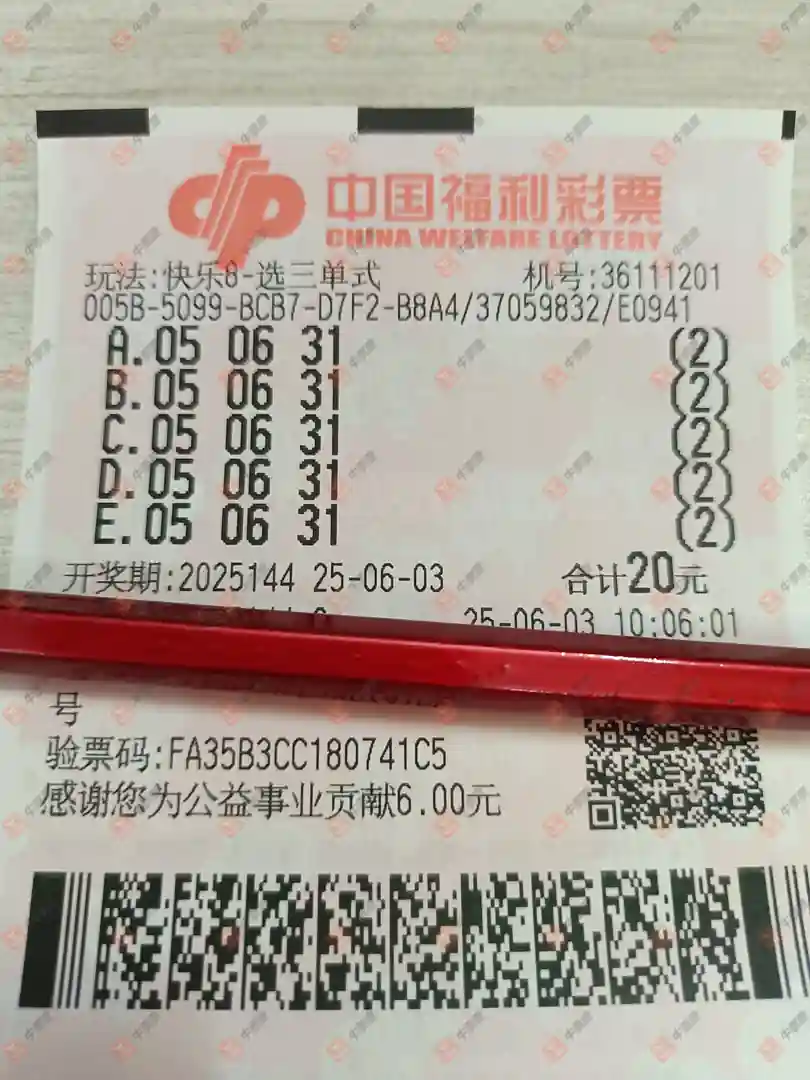 中国福利彩票
CHINA WELFARE LOTTERY
玩法:快乐8-选三单式 机号:36111201
005B-5099-BCB7-D7F2-B8A4/37059832/E0941
A.05 06 31 (2)
B.05 06 31 (2)
C.05 06 31 (2)
D.05 06 31 (2)
E.05 06 31 (2)
开奖期:2025144 25-06-03 合计20元
25-06-03 10:06:01
号
验票码:FA35B3CC180741C5
感谢您为公益事业贡献6.00元